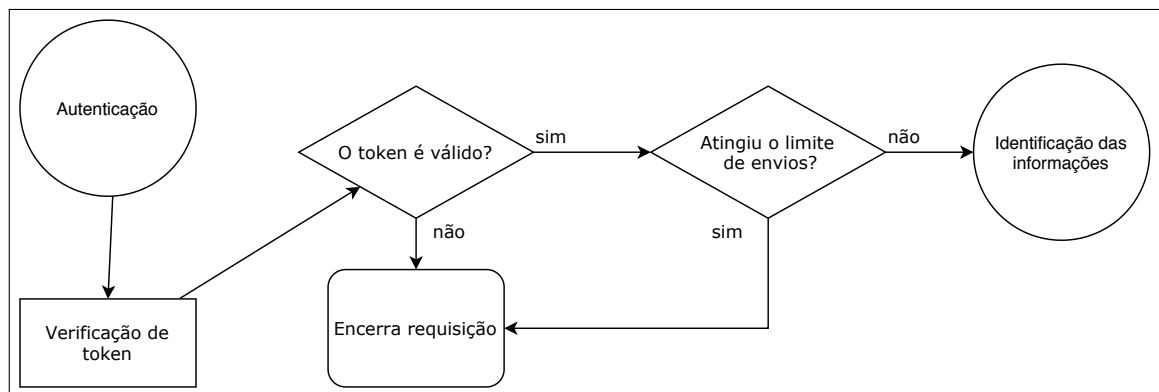 Autenticação
Verificação de
token
O token é válido?
sim
não
Encerra requisição
Atingiu o limite
de envios?
não
sim
Identificação das
informações